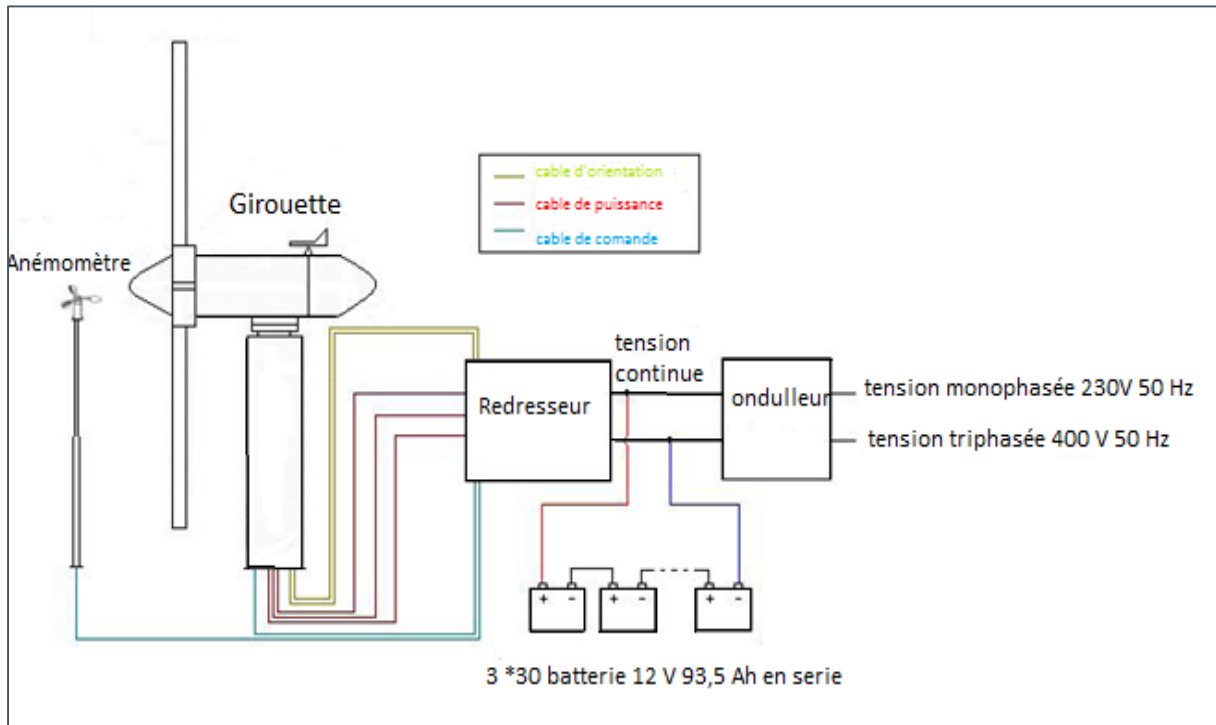 cable d'orientation
cable de puissance
cable de comande
Girouette
Anémomètre
tension
continue
Redresseur
ondulleur
tension monophasée 230V 50 Hz
tension triphasée 400 V 50 Hz
+ - + - + -
3 *30 batterie 12 V 93,5 Ah en serie